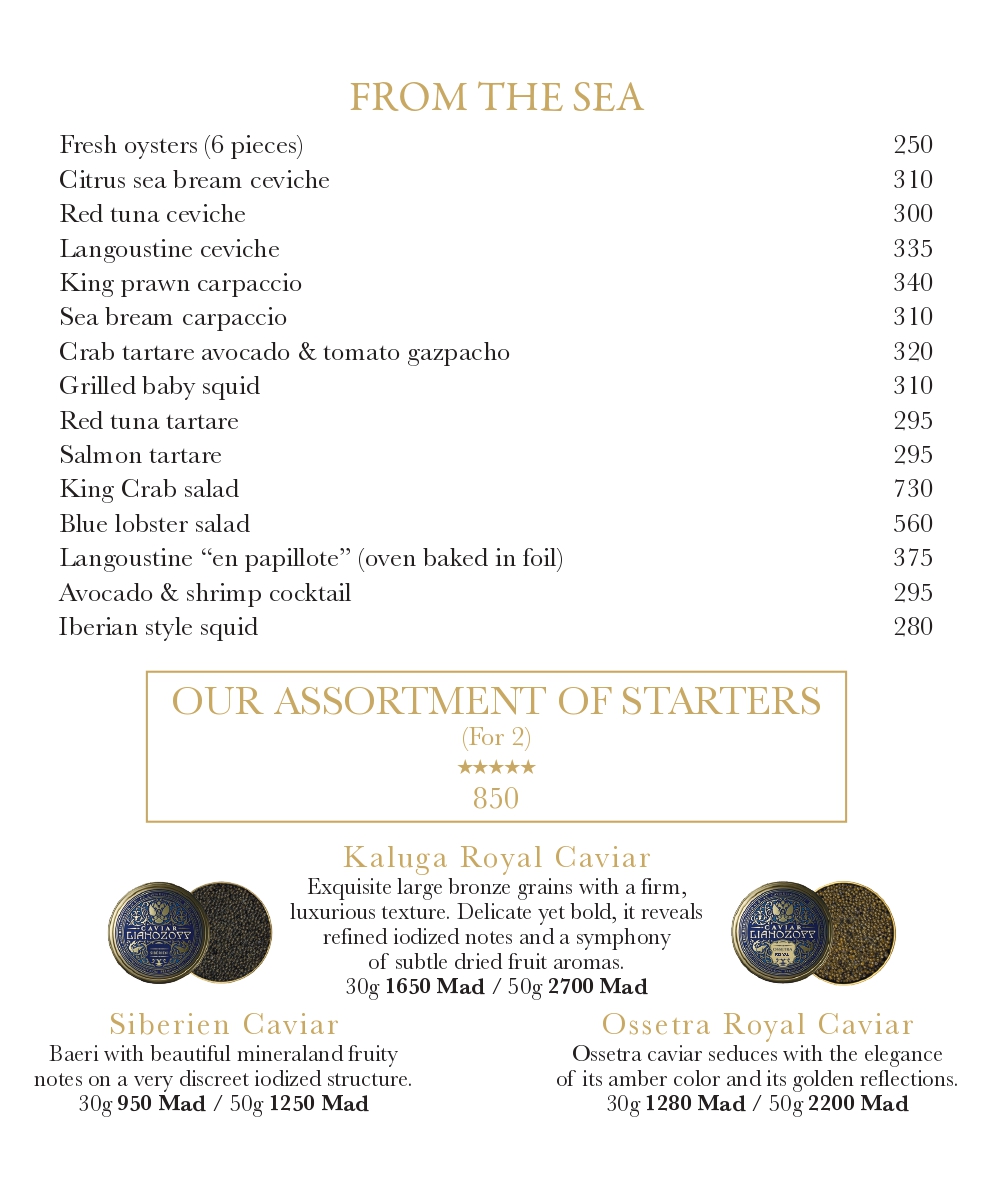 FROM THE SEA
Fresh oysters (6 pieces) 250
Citrus sea bream ceviche 310
Red tuna ceviche 300
Langoustine ceviche 335
King prawn carpaccio 340
Sea bream carpaccio 310
Crab tartare avocado & tomato gazpacho 320
Grilled baby squid 310
Red tuna tartare 295
Salmon tartare 295
King Crab salad 730
Blue lobster salad 560
Langoustine “en papillote” (oven baked in foil) 375
Avocado & shrimp cocktail 295
Iberian style squid 280
OUR ASSORTMENT OF STARTERS
(For 2)
★★★★★
850
Kaluga Royal Caviar
Exquisite large bronze grains with a firm,
luxurious texture. Delicate yet bold, it reveals
refined iodized notes and a symphony
of subtle dried fruit aromas.
30g 1650 Mad / 50g 2700 Mad
CAVIAR
LIANOZOFF
SIBERIEN
CAVIAR
LIANOZOFF
OSSETRA
ROYAL
Siberien Caviar
Baeri with beautiful mineraland fruity
notes on a very discreet iodized structure.
30g 950 Mad / 50g 1250 Mad
Ossetra Royal Caviar
Ossetra caviar seduces with the elegance
of its amber color and its golden reflections.
30g 1280 Mad / 50g 2200 Mad